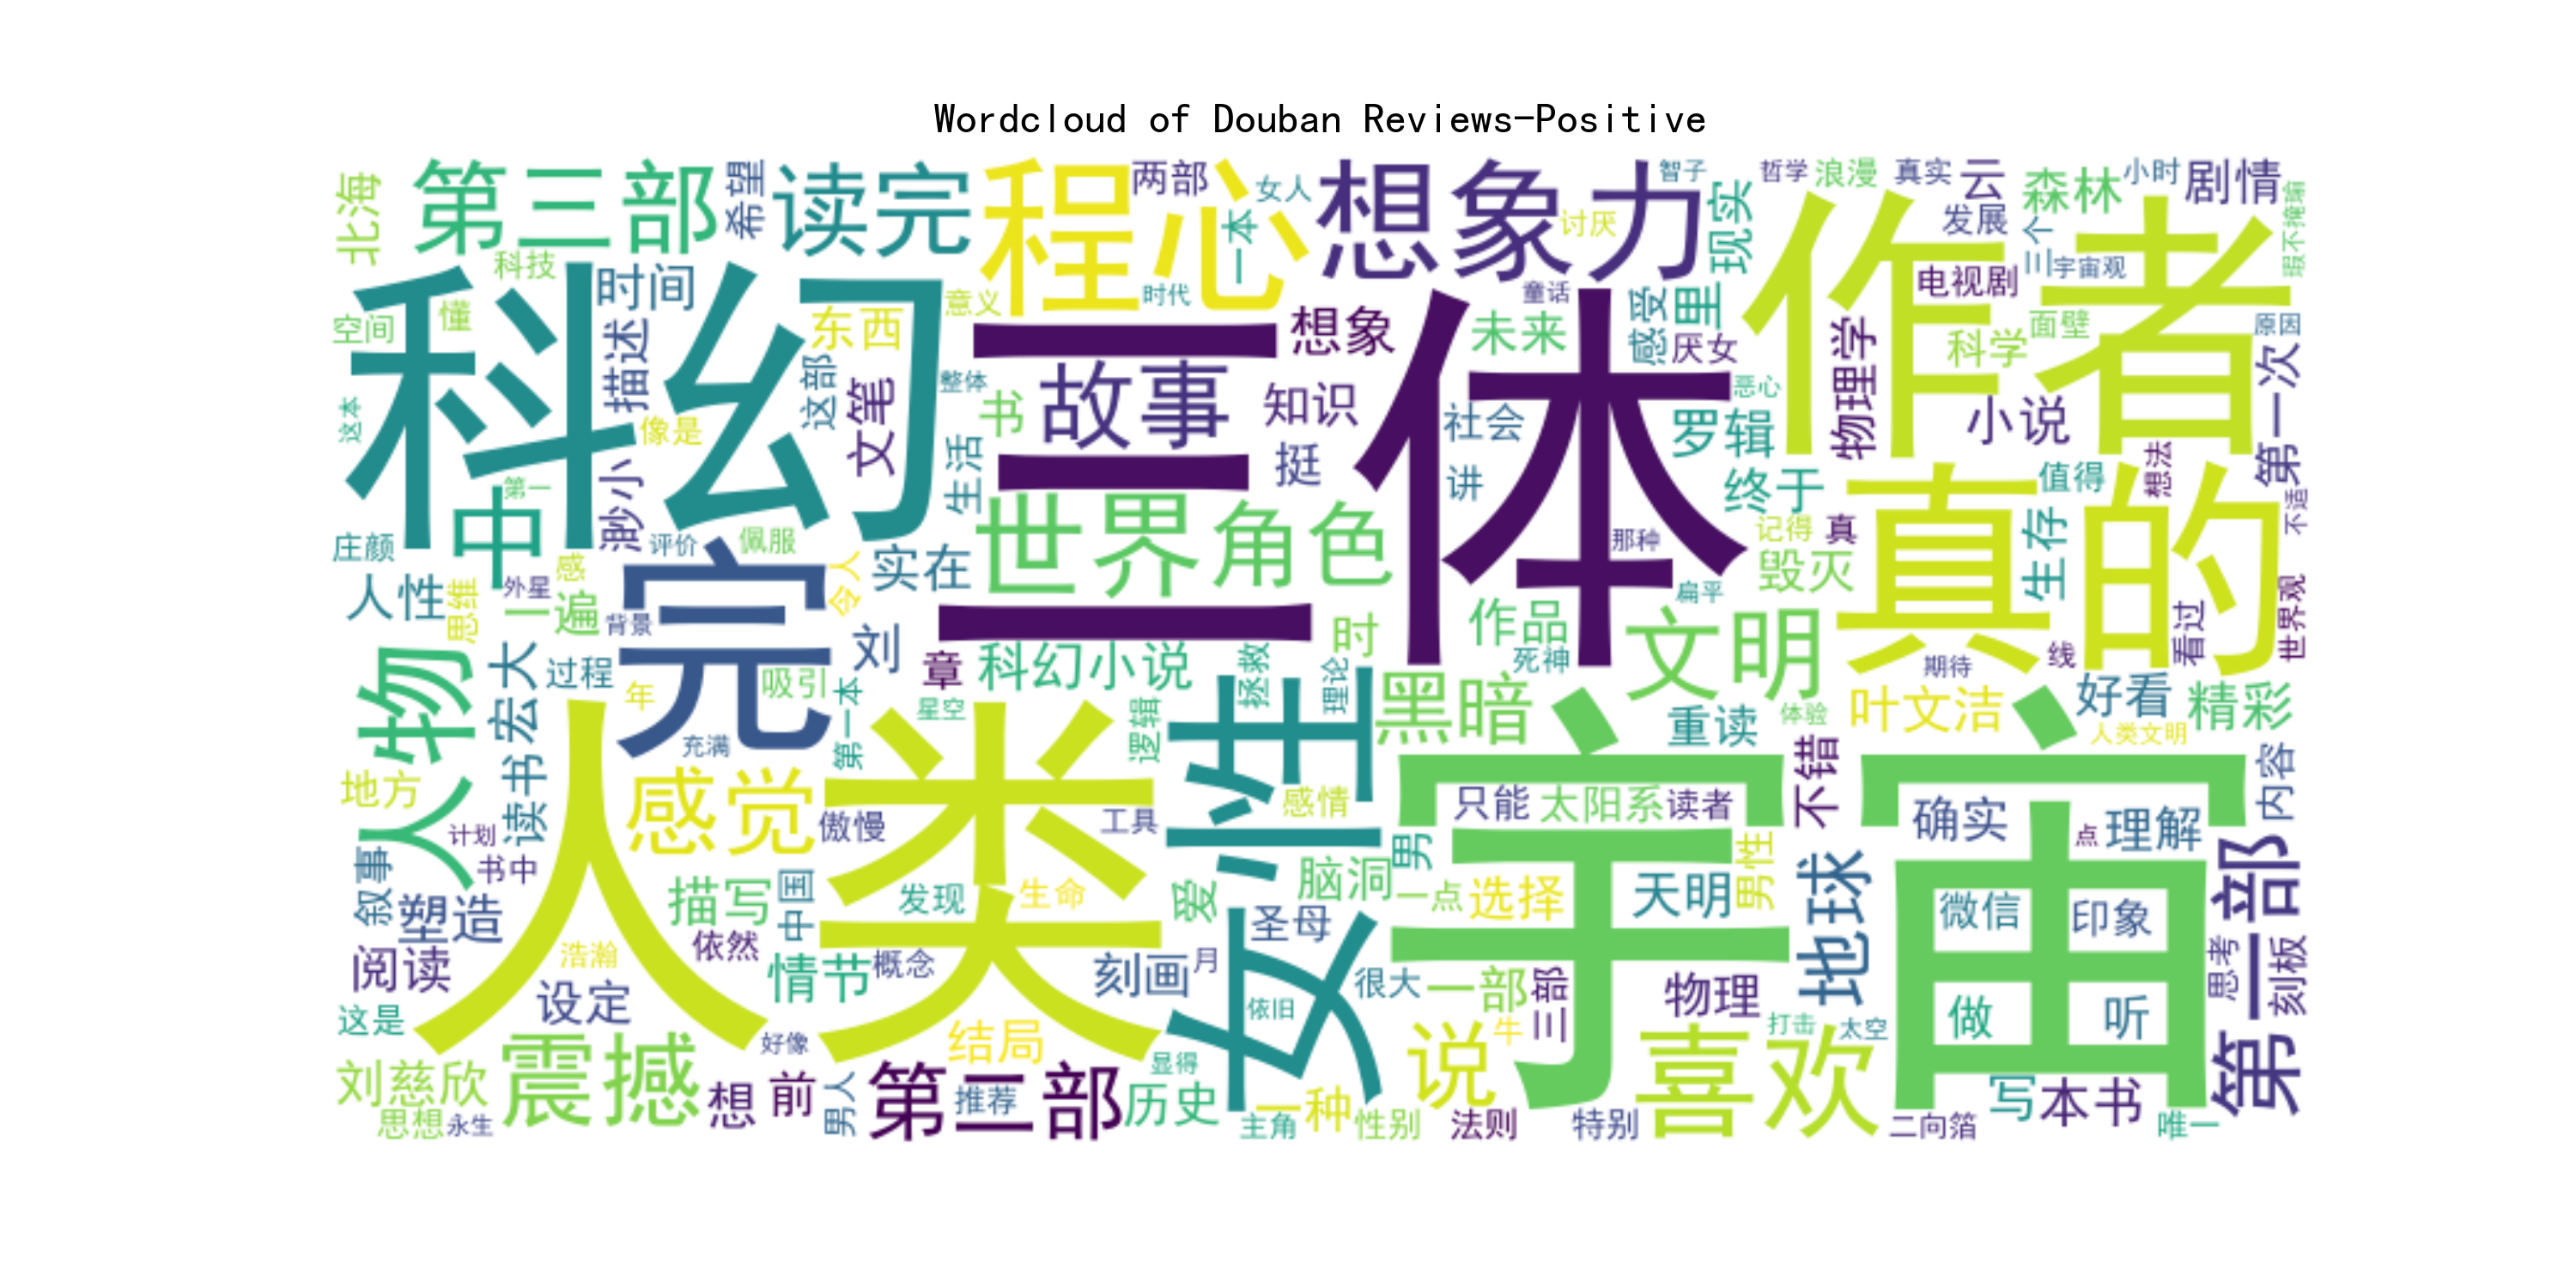 Wordcloud of Douban Reviews-Positive
北海
第三部
希望
读完
程心
两部
女人
一本
想象力
讨厌
智子
现实
哲学
浪漫
真实
云
发展
森林
小时
剧情
瑕不掩瑜
科技
时间
意义
时代
童话
作者
电视剧
三个
宇宙观
科幻
空间
懂
描述
东西
这部
文笔
整体
三体
想象
未来
感受
里
厌女
物理学
科学
面壁
原因
第一次
这本
像是
书
故事
知识
社会
恶心
罗辑
小说
生活
挺
讲
终于
值得
想法
不适
第一
中
渺小
评价
佩服
庄颜
实在
世界
角色
那种
记得
真
真的
毁灭
生存
扁平
人性
思维
外星
感
一遍
背景
完
令人
刘
时
作品
死神
文明
看过
世界观
人物
宏大
过程
年
吸引
第一本
章
科幻小说
星空
逻辑
拯救
理论
黑暗
重读
体验
叶文洁
期待
线
好看
人类文明
精彩
充满
地方
读书
人类
感觉
傲慢
工具
女性
感情
宇宙
只能
太阳系
读者
不错
确实
点
理解
内容
计划
书中
叙事
塑造
描写
中国
发现
生命
爱
脑洞
男
一点
选择
天明
男性
地球
微信
印象
第一部
阅读
浩瀚
依然
情节
概念
刻画
月
圣母
很大
一部
三部
物理
思考
刻板
这是
设定
依旧
做
听
刘慈欣
震撼
好像
结局
显得
说
牛
喜欢
打击
太空
思想
永生
想
前
男人
第二部
推荐
历史
主角
一种
性别
法则
特别
二向箔
写
本书
唯一